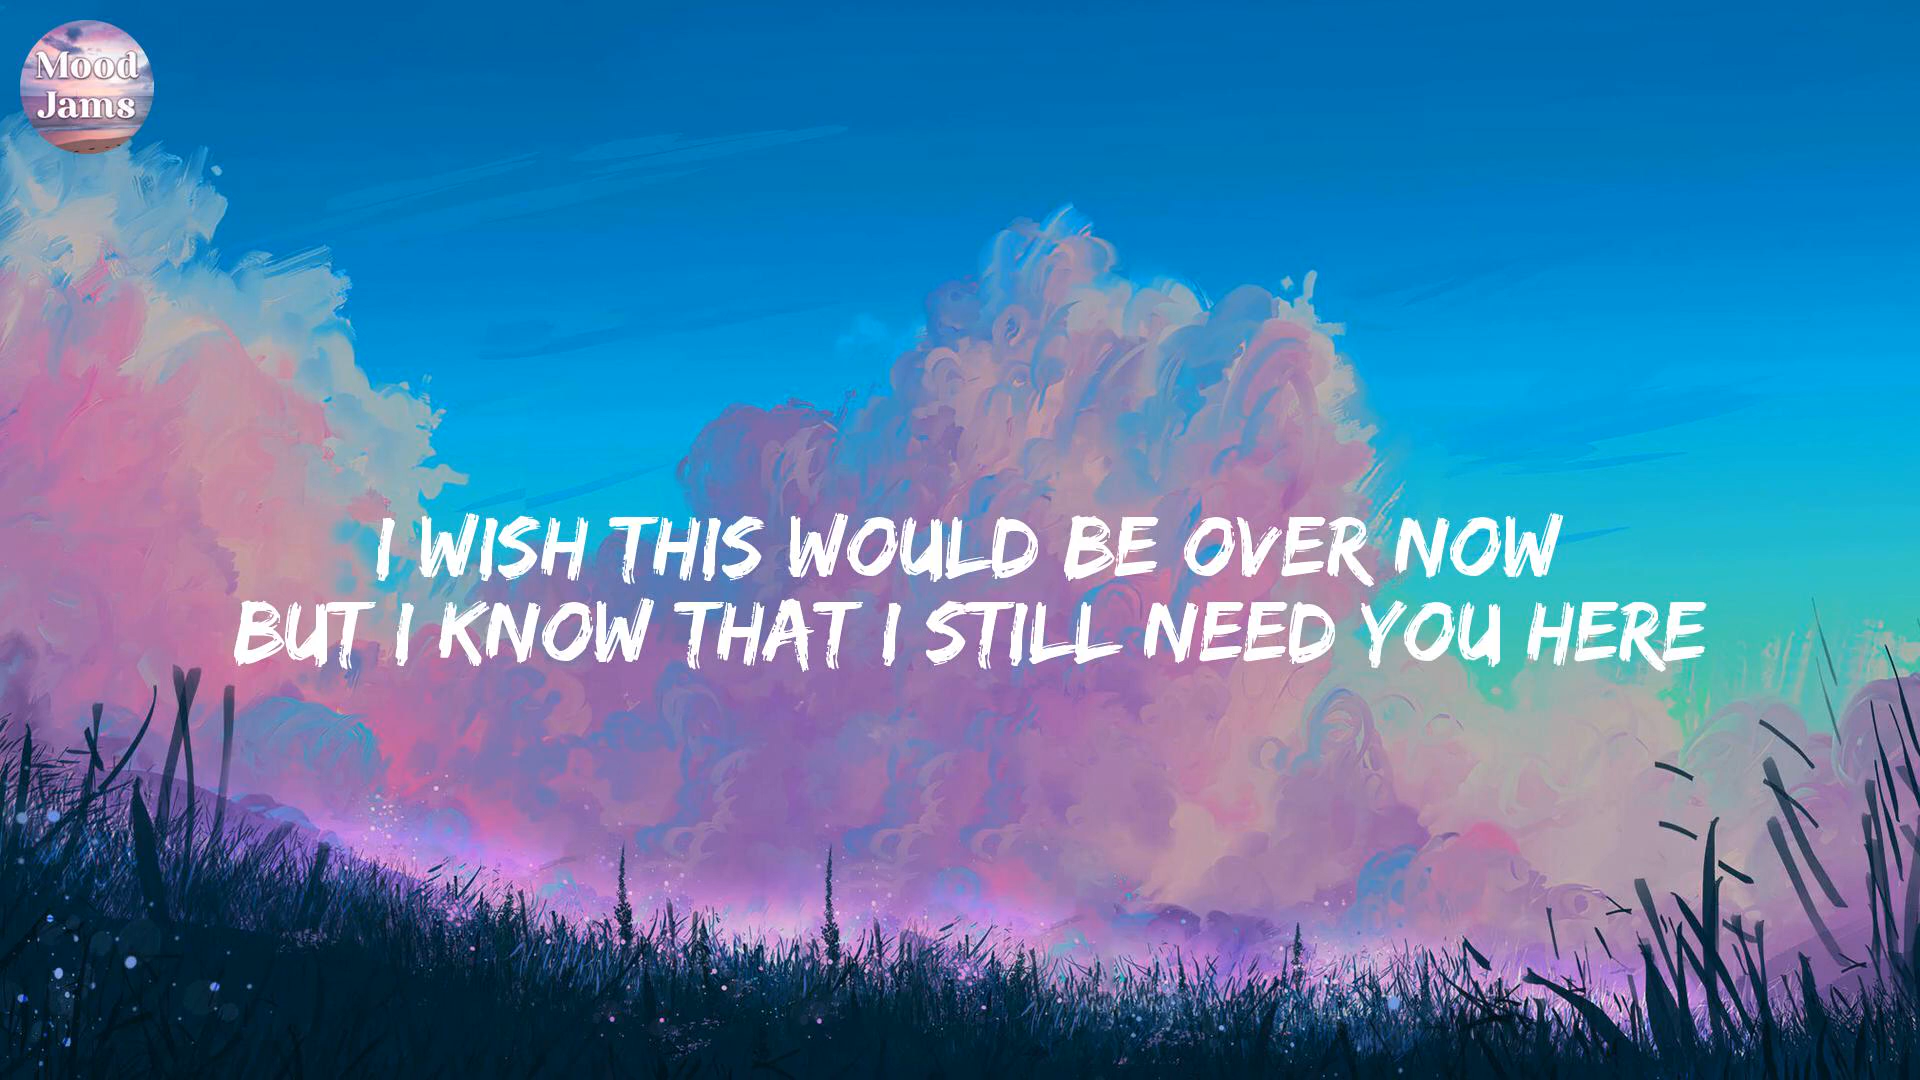 Mood
Jams
I WISH THIS WOULD BE OVER NOW
BUT I KNOW THAT I STILL NEED YOU HERE